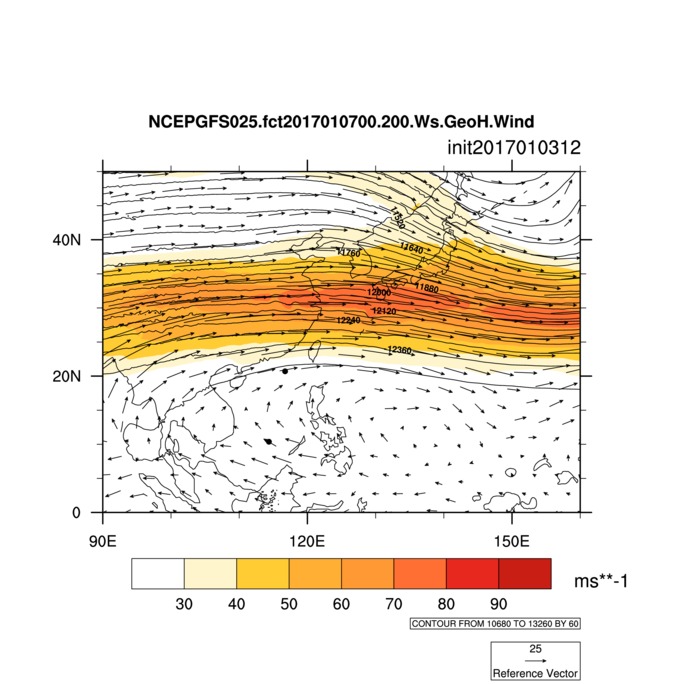 NCEPGFS025.fct2017010700.200.Ws.GeoH.Wind
init2017010312
11520
11760
11640
11880
12000
12120
12240
12360
40N
20N
0
90E
120E
150E
30 40 50 60 70 80 90
ms**-1
CONTOUR FROM 10680 TO 13260 BY 60
25
Reference Vector